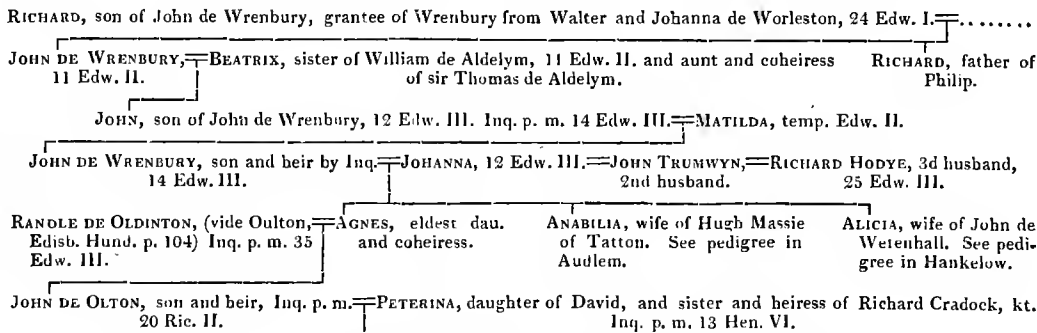 RICHARD, son of John de Wrenbury, grantee of Wrenbury from Walter and Johanna de Worleston, 24 Edw. I.=........
JOHN DE WRENBURY,=BEATRIX, sister of William de Aldelym, 11 Edw. II. and aunt and coheiress RICHARD, father of
11 Edw. II. of sir Thomas de Aldelym. Philip.
JOHN, son of John de Wrenbury, 12 Edw. III. Inq. p. m. 14 Edw. III.=MATILDA, temp. Edw. II.
JOHN DE WRENBURY, son and heir by Inq.=JOHANNA, 12 Edw. III.=JOHN TRUMWYN,=RICHARD HODYE, 3d husband,
14 Edw. III. 2nd husband. 25 Edw. III.
RANDLE DE OLDINTON, (vide Oulton,=AGNES, eldest dau. ANABILIA, wife of Hugh Massie ALICIA, wife of John de
Edisb. Hund. p. 104) Inq. p. m. 35 and coheiress. of Tatton. See pedigree in Wetenhall. See pedi-
Edw. III. Audlem. gree in Hankelow.
JOHN DE OLTON, son and heir, Inq. p. m.=PETERINA, daughter of David, and sister and heiress of Richard Cradock, kt.
20 Ric. II. Inq. p. m. 13 Hen. VI.